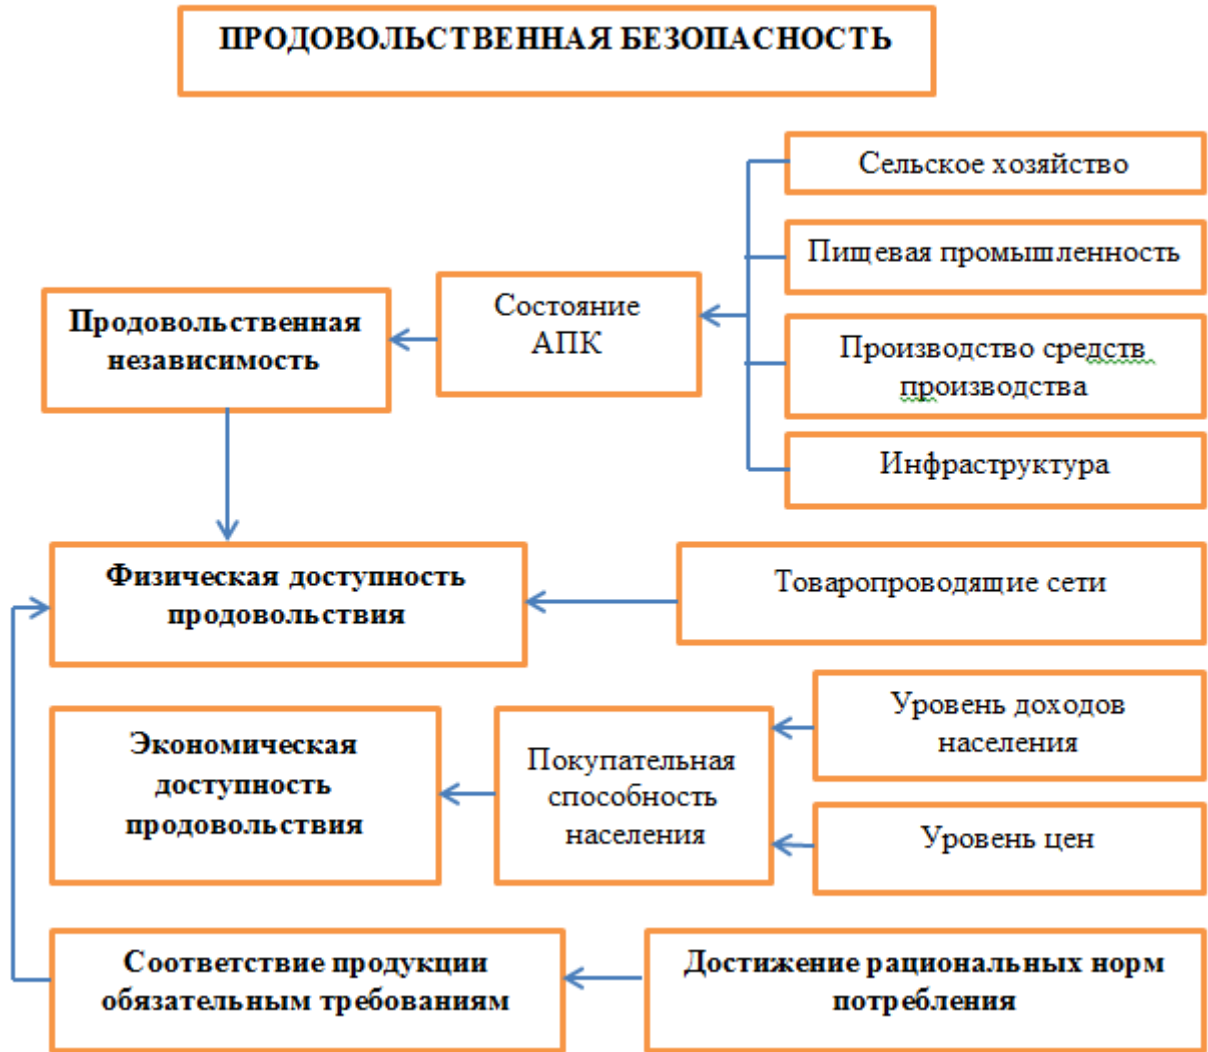 ПРОДОВОЛЬСТВЕННАЯ БЕЗОПАСНОСТЬ
Сельское хозяйство
Пищевая промышленность
Производство средств
производства
Инфраструктура
Состояние
АПК
Продовольственная
независимость
Физическая доступность
продовольствия
Товаропроводящие сети
Экономическая
доступность
продовольствия
Покупательная
способность
населения
Уровень доходов
населения
Уровень цен
Соответствие продукции
обязательным требованиям
Достижение рациональных норм
потребления